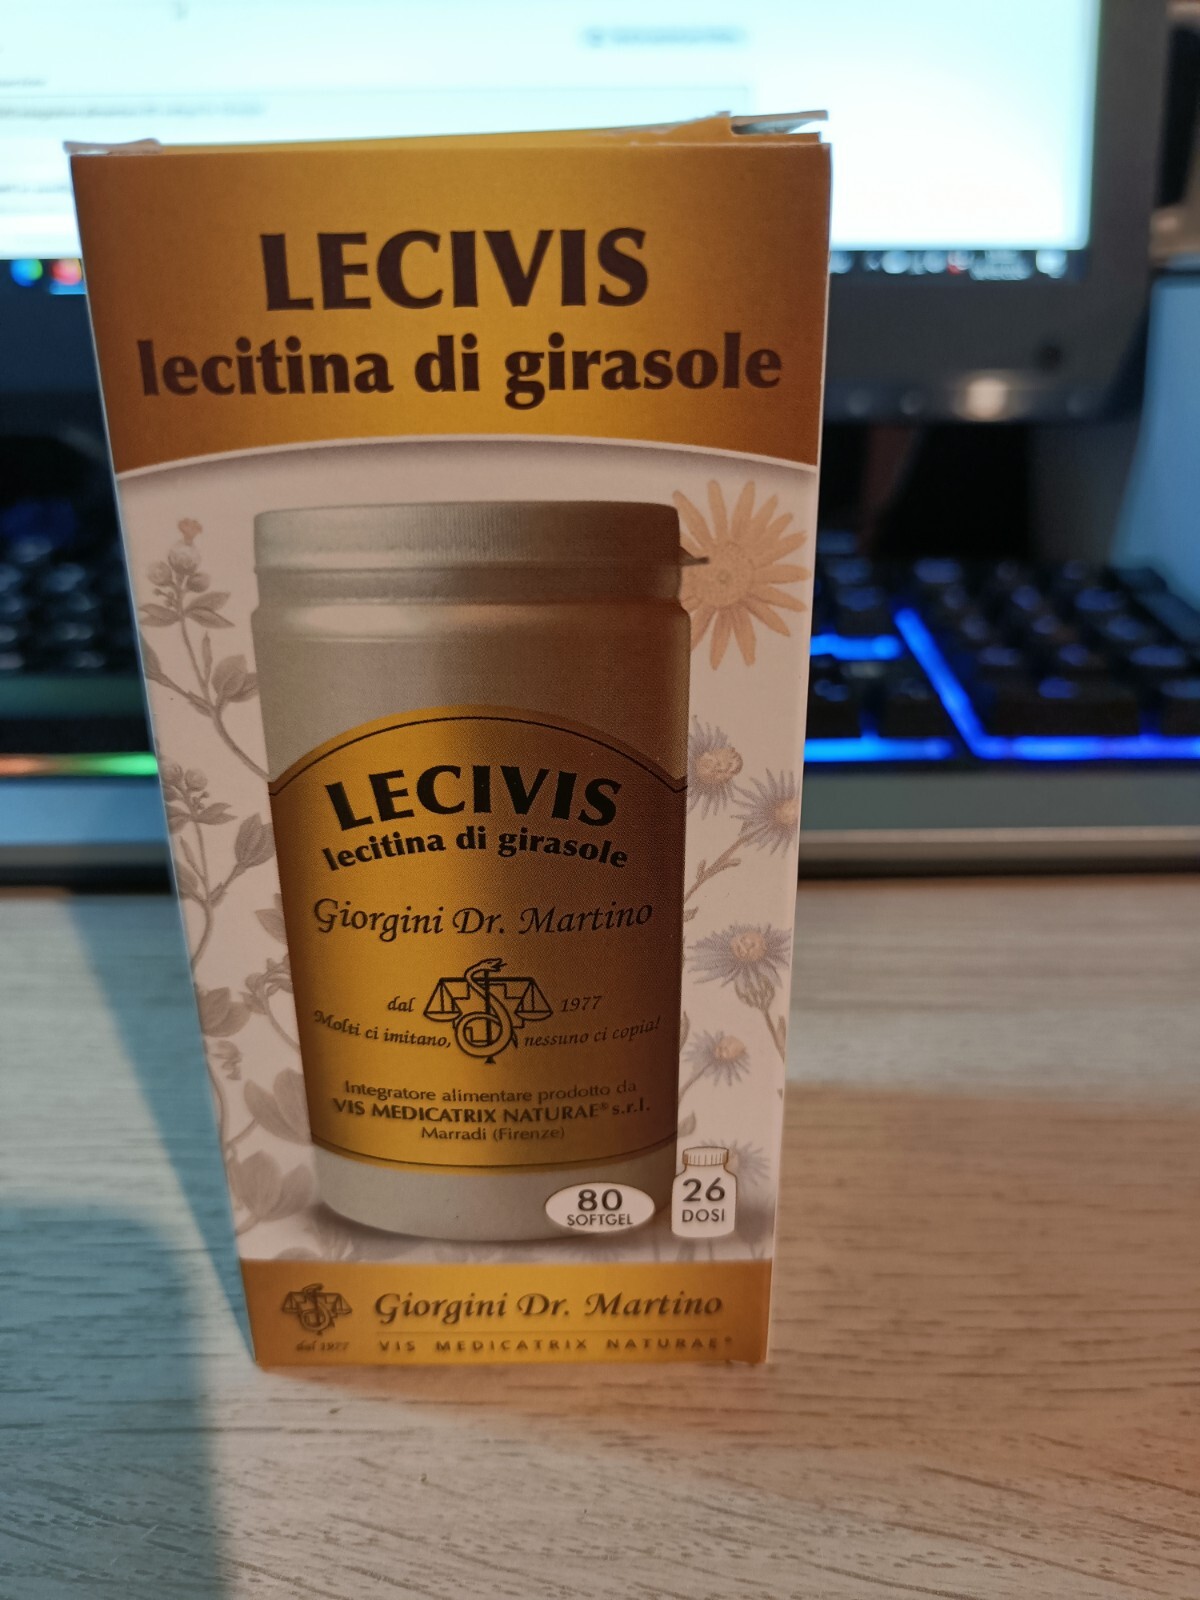 LECIVIS
lecitina di girasole
LECIVIS
lecitina di girasole
Giorgini Dr. Martino
dal 1977
Molti ci imitano, nessuno ci copia!
Integratore alimentare prodotto da
VIS MEDICATRIX NATURAE® s.r.l.
Marradi (Firenze)
80
SOFTGEL
26
DOSI
Giorgini Dr. Martino
dal 1977
VIS MEDICATRIX NATURAE®